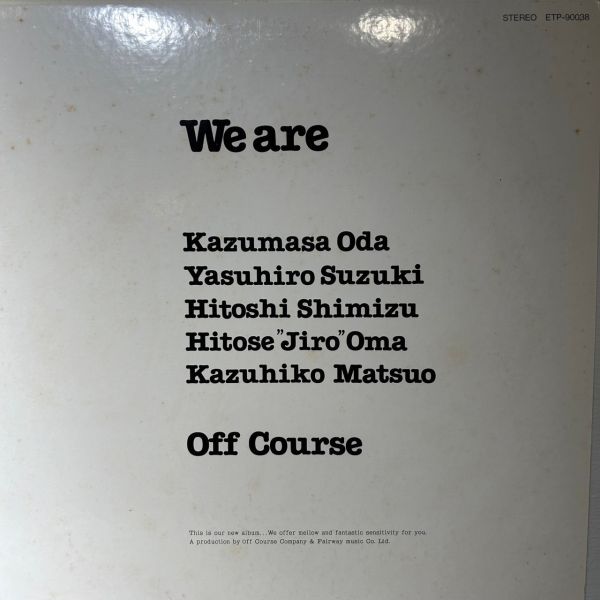 STEREO ETP-90038
We are
Kazumasa Oda
Yasuhiro Suzuki
Hitoshi Shimizu
Hitose "Jiro" Oma
Kazuhiko Matsuo
Off Course
This is our new album...We offer mellow and fantastic sensitivity for you.
A production by Off Course Company & Fairway music Co. Ltd.